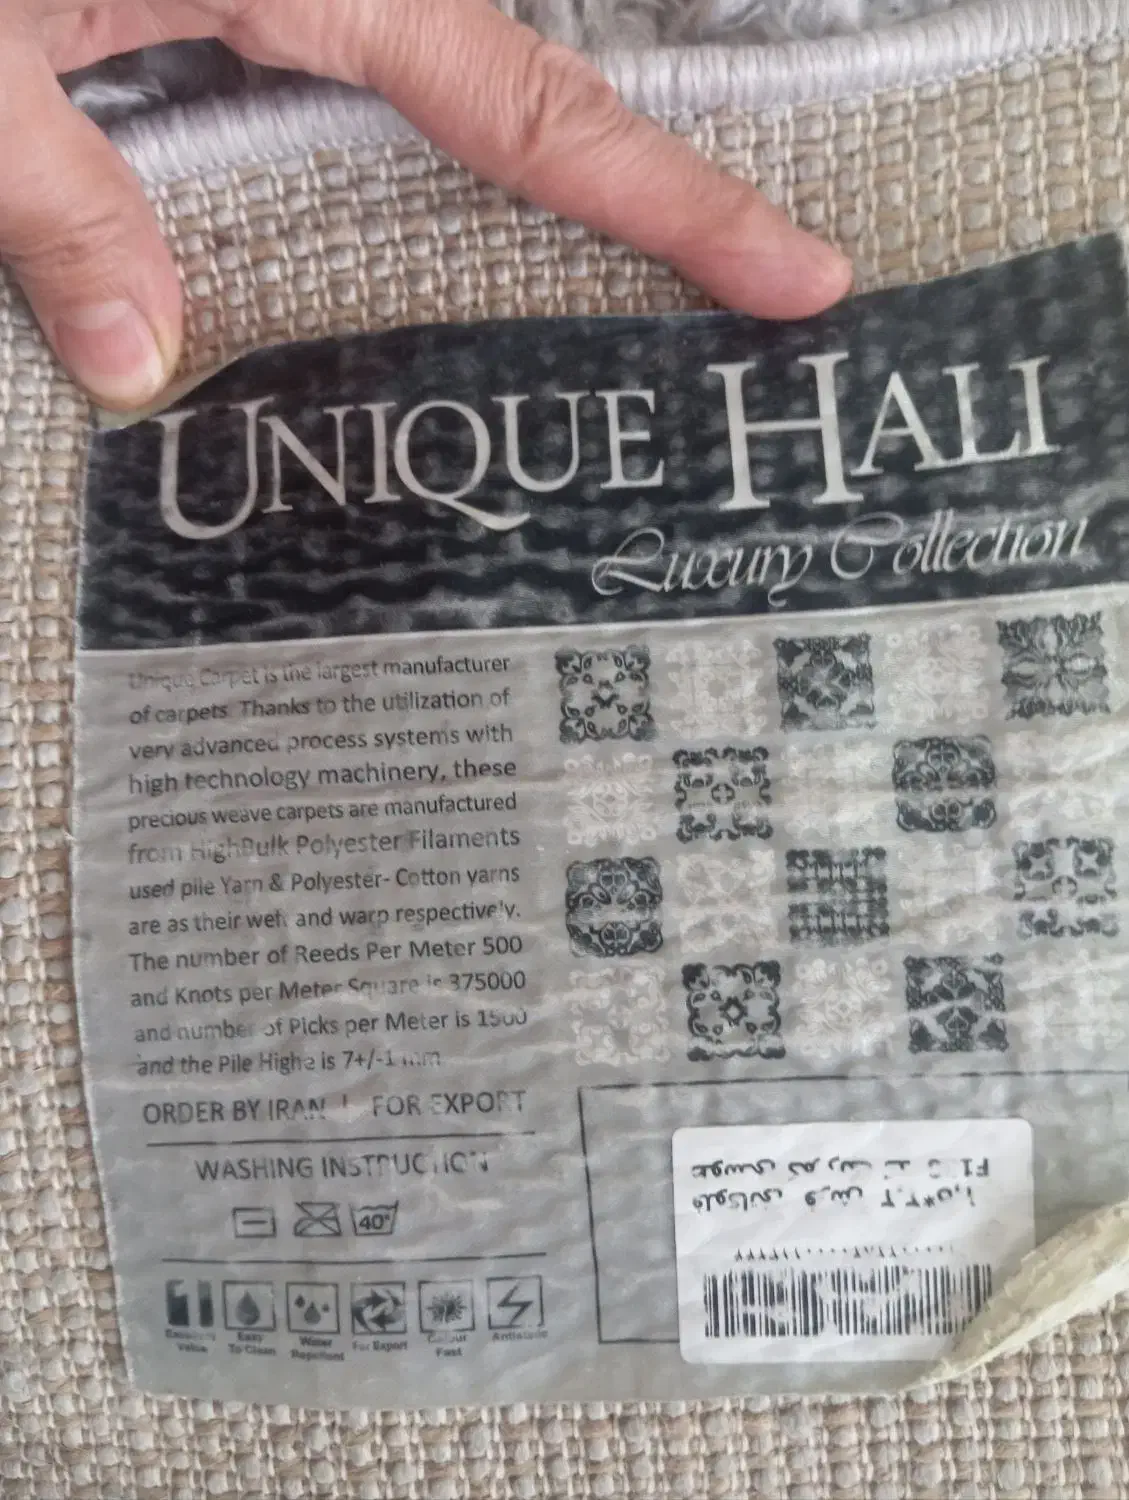 UNIQUE HALI
Luxury Collection
Unique Carpet is the largest manufacturer
of carpets. Thanks to the utilization of
very advanced process systems with
high technology machinery, these
precious weave carpets are manufactured
from HighBulk Polyester Filaments
used pile Yarn & Polyester- Cotton yarns
are as their weft and warp respectively.
The number of Reeds Per Meter 500
and Knots per Meter Square is 375000
and number of Picks per Meter is 1500
and the Pile Highe is 7+/-1 mm
ORDER BY IRAN FOR EXPORT
WASHING INSTRUCTION
40°
Easy
To Clean
Water
Repellent
For Export
Colour
Fast
Antistatic
Value
فرش